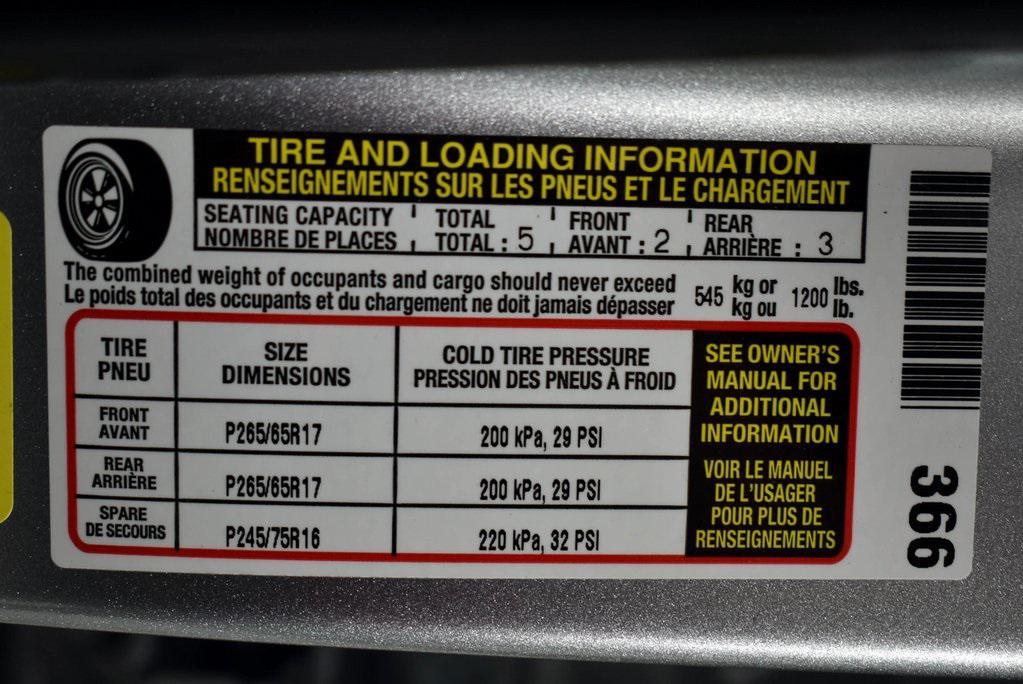 TIRE AND LOADING INFORMATION
RENSEIGNEMENTS SUR LES PNEUS ET LE CHARGEMENT
SEATING CAPACITY TOTAL FRONT REAR
NOMBRE DE PLACES TOTAL : 5 AVANT : 2 ARRIÈRE : 3
The combined weight of occupants and cargo should never exceed 545 kg or 1200 lbs.
Le poids total des occupants et du chargement ne doit jamais dépasser kg ou lb.
TIRE SIZE COLD TIRE PRESSURE
PNEU DIMENSIONS PRESSION DES PNEUS À FROID
FRONT
AVANT P265/65R17 200 kPa, 29 PSI
REAR
ARRIÈRE P265/65R17 200 kPa, 29 PSI
SPARE
DE SECOURS P245/75R16 220 kPa, 32 PSI
SEE OWNER'S
MANUAL FOR
ADDITIONAL
INFORMATION
VOIR LE MANUEL
DE L'USAGER
POUR PLUS DE
RENSEIGNEMENTS
366